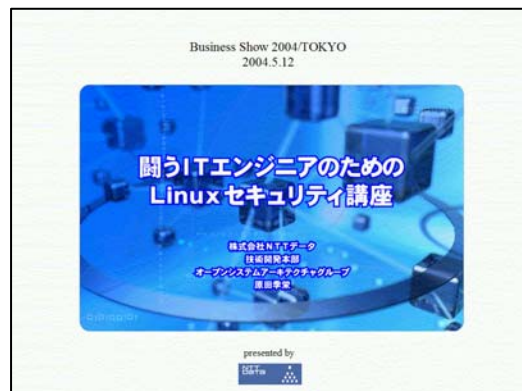 Business Show 2004/TOKYO
2004.5.12
闘うITエンジニアのための
Linuxセキュリティ講座
株式会社NTTデータ
技術開発本部
オープンシステムアーキテクチャグループ
原田季栄
presented by
NTT
DATA